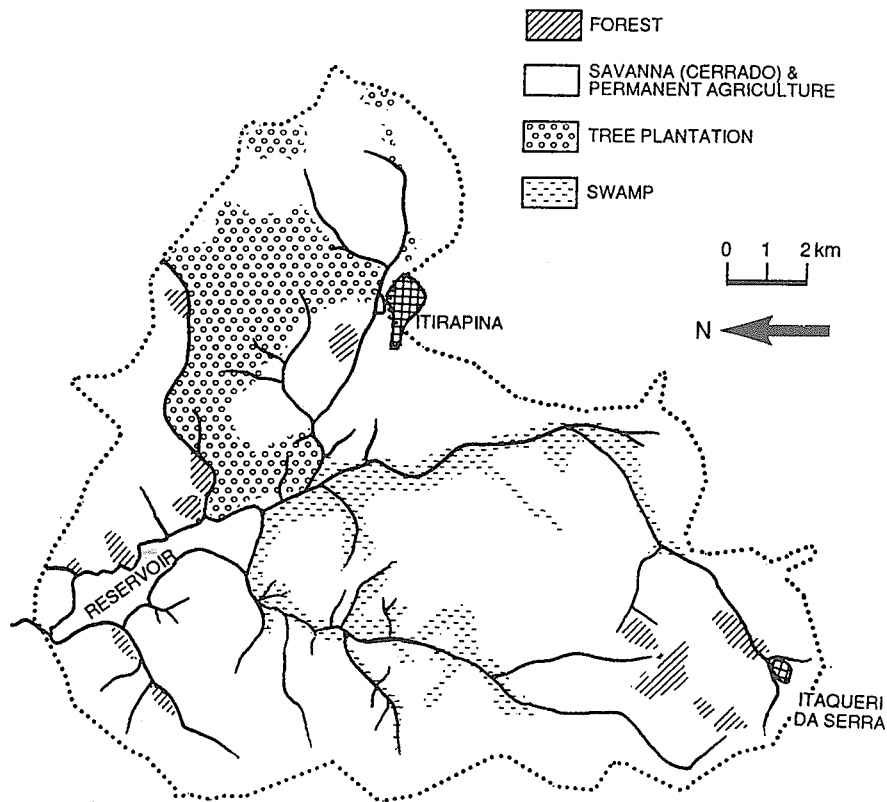 FOREST
SAVANNA (CERRADO) &
PERMANENT AGRICULTURE
TREE PLANTATION
SWAMP
0 1 2 km
N
ITIRAPINA
RESERVOIR
ITAQUERI
DA SERRA